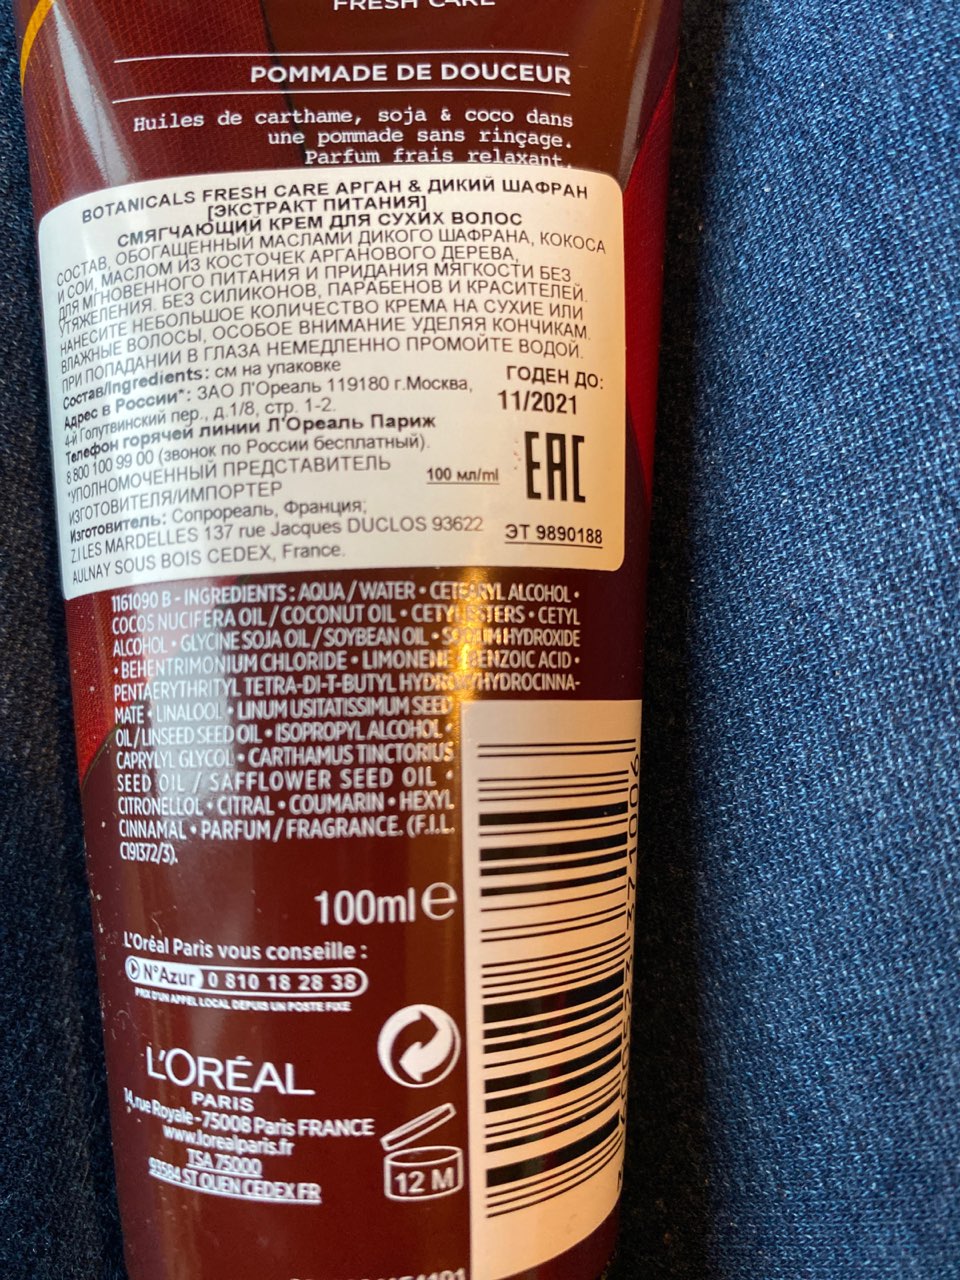 FRESH CARE
POMMADE DE DOUCEUR
Huiles de carthame, soja & coco dans
une pommade sans rinçage.
Parfum frais relaxant.
BOTANICALS FRESH CARE АРГАН & ДИКИЙ ШАФРАН
[ЭКСТРАКТ ПИТАНИЯ]
СМЯГЧАЮЩИЙ КРЕМ ДЛЯ СУХИХ ВОЛОС
СОСТАВ, ОБОГАЩЕННЫЙ МАСЛАМИ ДИКОГО ШАФРАНА, КОКОСА
И СОИ, МАСЛОМ ИЗ КОСТОЧЕК АРГАНОВОГО ДЕРЕВА,
ДЛЯ МГНОВЕННОГО ПИТАНИЯ И ПРИДАНИЯ МЯГКОСТИ БЕЗ
УТЯЖЕЛЕНИЯ. БЕЗ СИЛИКОНОВ, ПАРАБЕНОВ И КРАСИТЕЛЕЙ.
НАНЕСИТЕ НЕБОЛЬШОЕ КОЛИЧЕСТВО КРЕМА НА СУХИЕ ИЛИ
ВЛАЖНЫЕ ВОЛОСЫ, ОСОБОЕ ВНИМАНИЕ УДЕЛЯЯ КОНЧИКАМ.
ПРИ ПОПАДАНИИ В ГЛАЗА НЕМЕДЛЕННО ПРОМОЙТЕ ВОДОЙ.
Состав/Ingredients: см на упаковке
Адрес в России*: ЗАО Л'Ореаль 119180 г.Москва,
4-й Голутвинский пер., д.1/8, стр. 1-2.
Телефон горячей линии Л'Ореаль Париж
8 800 100 99 00 (звонок по России бесплатный).
*УПОЛНОМОЧЕННЫЙ ПРЕДСТАВИТЕЛЬ
ИЗГОТОВИТЕЛЯ/ИМПОРТЕР
Изготовитель: Сопрореаль, Франция;
Z.I LES MARDELLES 137 rue Jacques DUCLOS 93622
AULNAY SOUS BOIS CEDEX, France.
ГОДЕН ДО:
11/2021
EAC
100 мл/ml
ЭТ 9890188
1161090 B - INGREDIENTS: AQUA / WATER • CETEARYL ALCOHOL •
COCOS NUCIFERA OIL / COCONUT OIL • CETYL ESTERS • CETYL
ALCOHOL • GLYCINE SOJA OIL / SOYBEAN OIL • SODIUM HYDROXIDE
• BEHENTRIMONIUM CHLORIDE • LIMONENE • BENZOIC ACID •
PENTAERYTHRITYL TETRA-DI-T-BUTYL HYDROXYHYDROCINNA-
MATE • LINALOOL • LINUM USITATISSIMUM SEED
OIL / LINSEED SEED OIL • ISOPROPYL ALCOHOL •
CAPRYLYL GLYCOL • CARTHAMUS TINCTORIUS
SEED OIL / SAFFLOWER SEED OIL •
CITRONELLOL • CITRAL • COUMARIN • HEXYL
CINNAMAL • PARFUM / FRAGRANCE. (F.I.L.
C191372/3).
100ml e
L'Oréal Paris vous conseille :
N°Azur 0 810 18 28 38
PRIX D'UN APPEL LOCAL DEPUIS UN POSTE FIXE
L'ORÉAL
PARIS
14, rue Royale - 75008 Paris FRANCE
www.lorealparis.fr
TSA 75000
93584 ST OUEN CEDEX FR
12 M